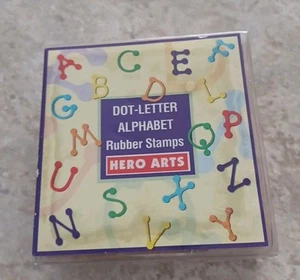 A C E F
B D L
G
DOT-LETTER
ALPHABET
Rubber Stamps
HERO ARTS
M Q P
U S X Z
N V Y